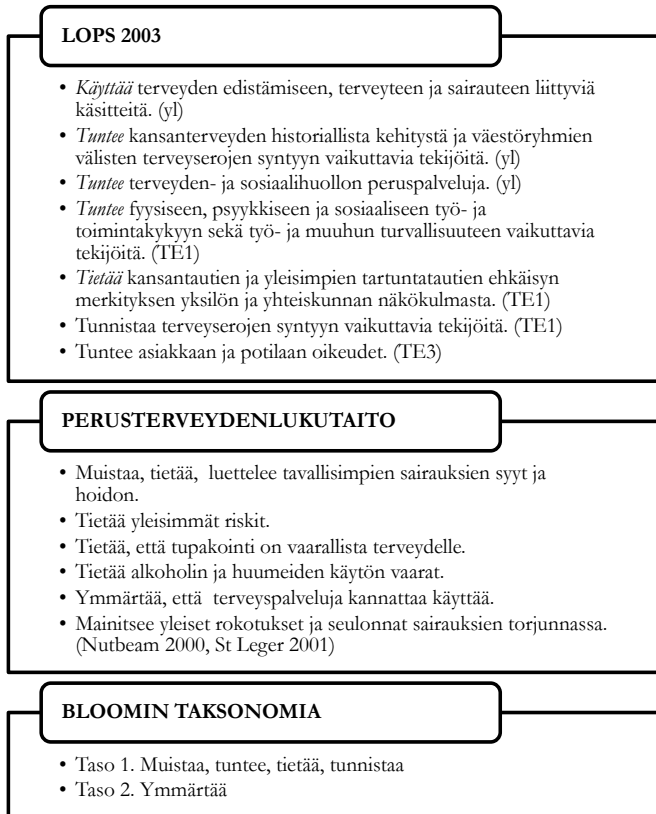 LOPS 2003
• Käyttää terveyden edistämiseen, terveyteen ja sairauteen liittyviä
käsitteitä. (yl)
• Tuntee kansanterveyden historiallista kehitystä ja väestöryhmien
välisten terveyserojen syntyyn vaikuttavia tekijöitä. (yl)
• Tuntee terveyden- ja sosiaalihuollon peruspalveluja. (yl)
• Tuntee fyysiseen, psyykkiseen ja sosiaaliseen työ- ja
toimintakykyyn sekä työ- ja muuhun turvallisuuteen vaikuttavia
tekijöitä. (TE1)
• Tietää kansantautien ja yleisimpien tartuntatautien ehkäisyn
merkityksen yksilön ja yhteiskunnan näkökulmasta. (TE1)
• Tunnistaa terveyserojen syntyyn vaikuttavia tekijöitä. (TE1)
• Tuntee asiakkaan ja potilaan oikeudet. (TE3)
PERUSTERVEYDENLUKUTAITO
• Muistaa, tietää, luettelee tavallisimpien sairauksien syyt ja
hoidon.
• Tietää yleisimmät riskit.
• Tietää, että tupakointi on vaarallista terveydelle.
• Tietää alkoholin ja huumeiden käytön vaarat.
• Ymmärtää, että terveyspalveluja kannattaa käyttää.
• Mainitsee yleiset rokotukset ja seulonnat sairauksien torjunnassa.
(Nutbeam 2000, St Leger 2001)
BLOOMIN TAKSONOMIA
• Taso 1. Muistaa, tuntee, tietää, tunnistaa
• Taso 2. Ymmärtää